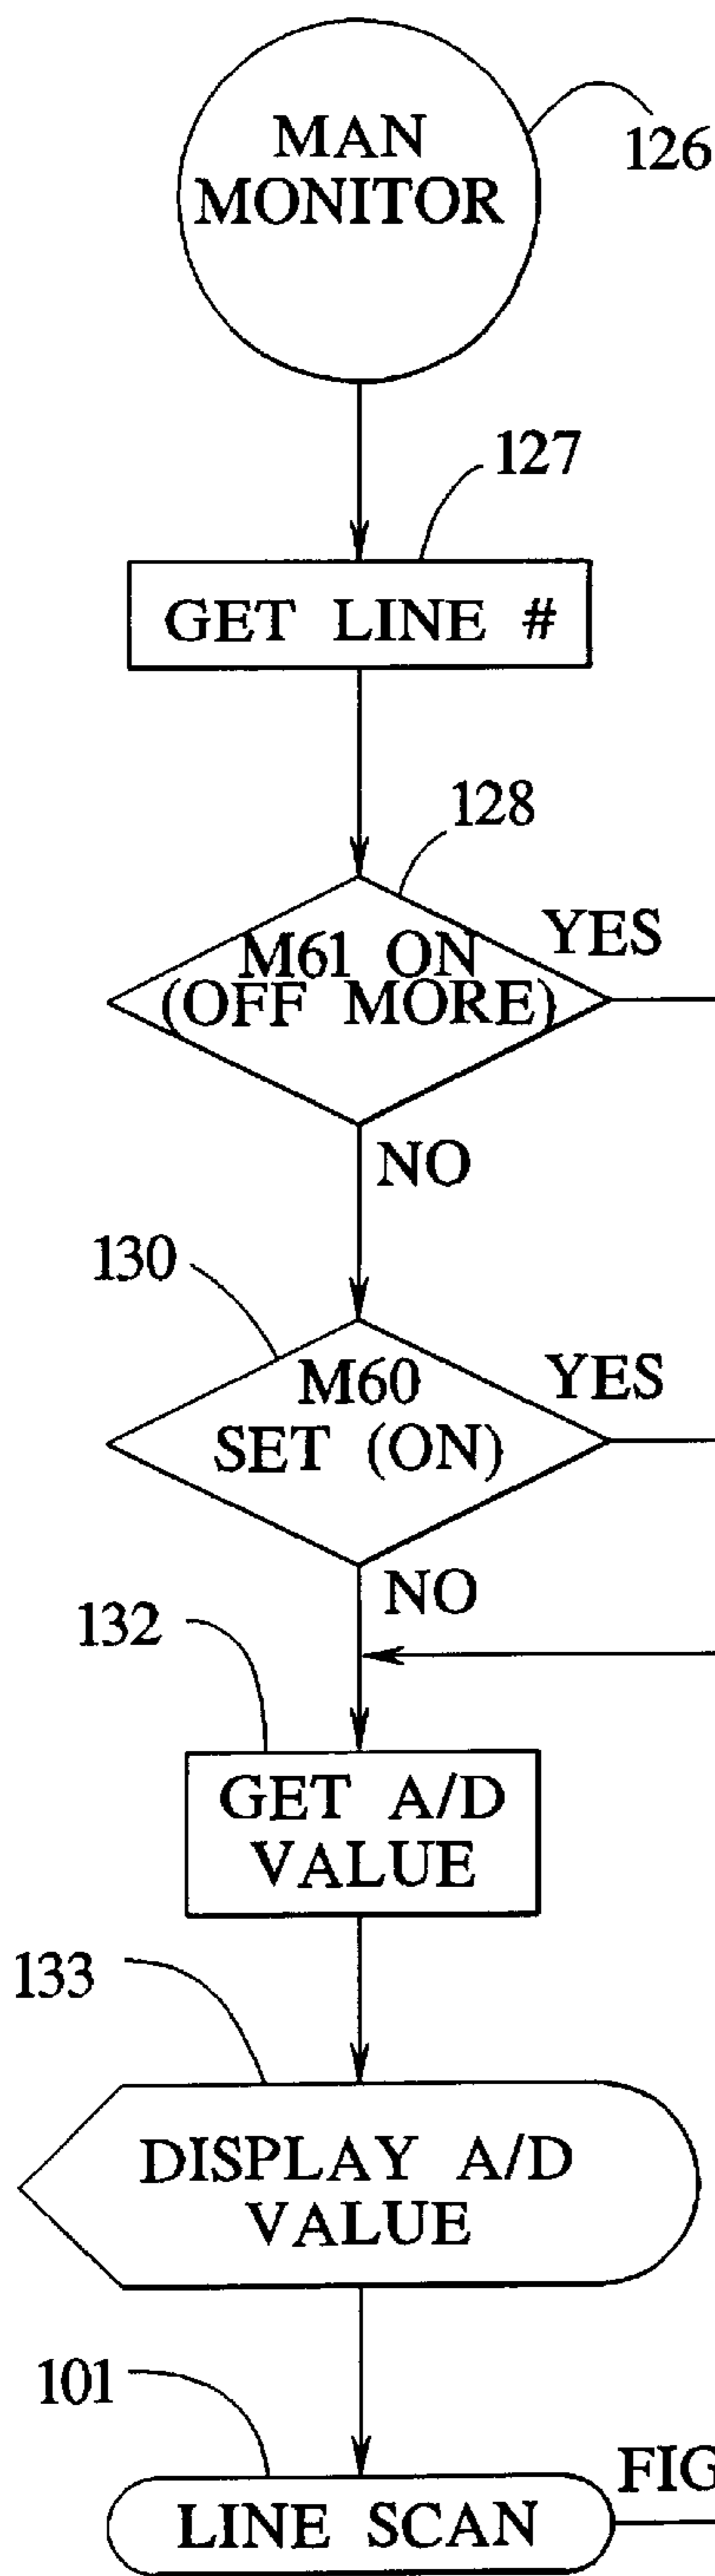 MAN
MONITOR
126
127
GET LINE #
128
M61 ON
(OFF MORE)
YES
NO
130
M60
SET (ON)
YES
NO
132
GET A/D
VALUE
133
DISPLAY A/D
VALUE
101
LINE SCAN
FIG